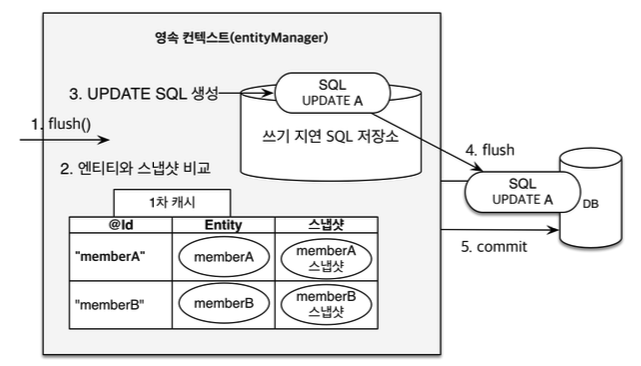 영속 컨텍스트(entityManager)
SQL
UPDATE A
3. UPDATE SQL 생성
1. flush()
쓰기 지연 SQL 저장소
4. flush
2. 엔티티와 스냅샷 비교
SQL
UPDATE A
DB
1차 캐시
@Id Entity 스냅샷
5. commit
"memberA" memberA memberA
스냅샷
"memberB" memberB memberB
스냅샷